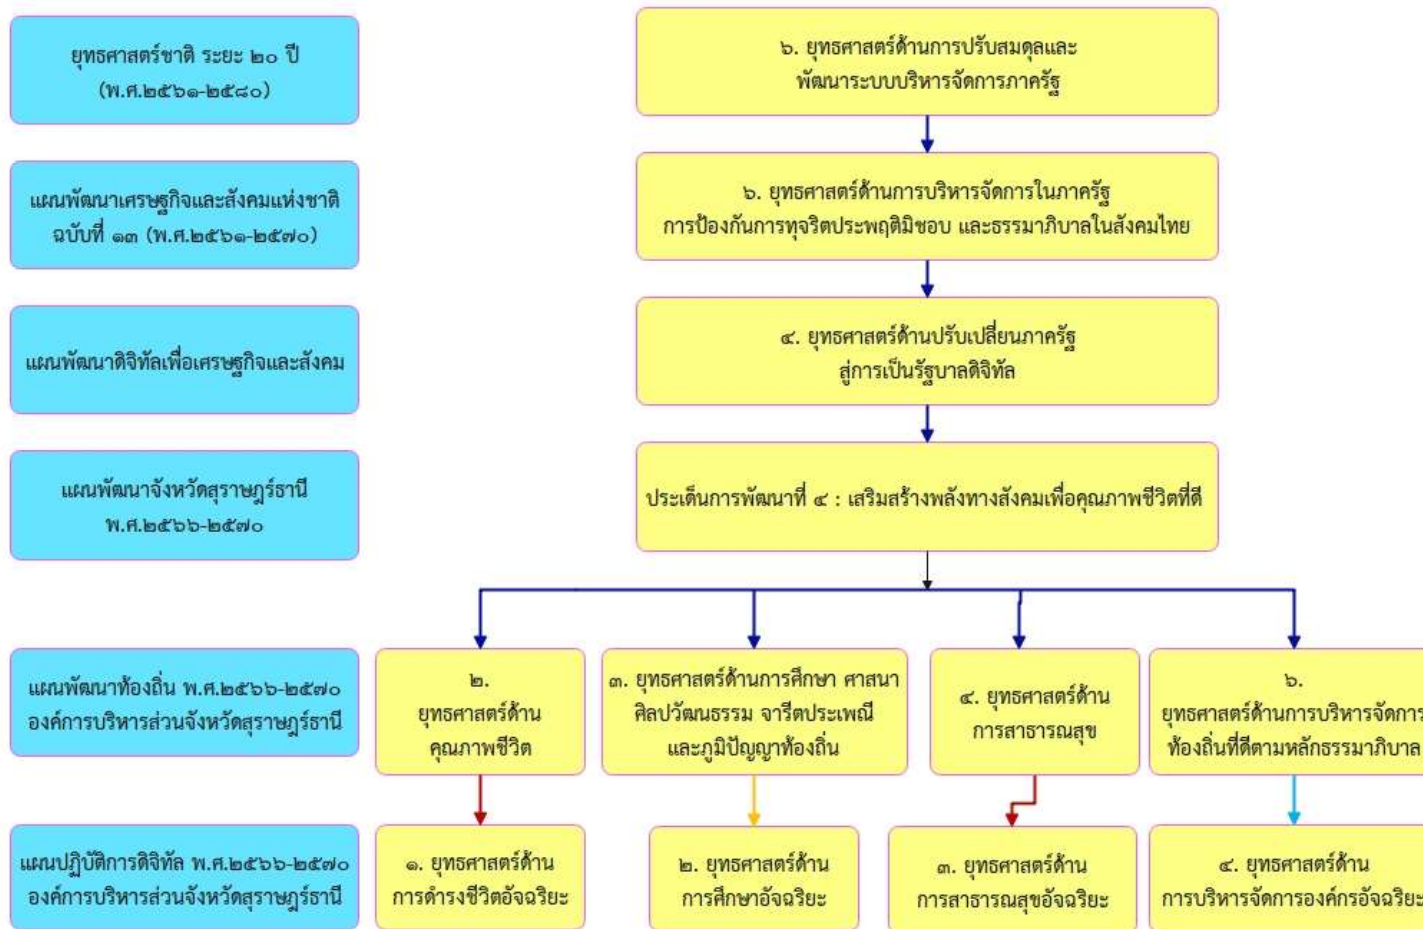 ยุทธศาสตร์ชาติ ระยะ ๒๐ ปี
(พ.ศ.๒๕๖๑-๒๕๘๐)
๖. ยุทธศาสตร์ด้านการปรับสมดุลและ
พัฒนาระบบบริหารจัดการภาครัฐ
แผนพัฒนาเศรษฐกิจและสังคมแห่งชาติ
ฉบับที่ ๑๓ (พ.ศ.๒๕๖๑-๒๕๗๐)
๖. ยุทธศาสตร์ด้านการบริหารจัดการในภาครัฐ
การป้องกันการทุจริตประพฤติมิชอบ และธรรมาภิบาลในสังคมไทย
แผนพัฒนาดิจิทัลเพื่อเศรษฐกิจและสังคม
๔. ยุทธศาสตร์ด้านปรับเปลี่ยนภาครัฐ
สู่การเป็นรัฐบาลดิจิทัล
แผนพัฒนาจังหวัดสุราษฎร์ธานี
พ.ศ.๒๕๖๖-๒๕๗๐
ประเด็นการพัฒนาที่ ๔ : เสริมสร้างพลังทางสังคมเพื่อคุณภาพชีวิตที่ดี
แผนพัฒนาท้องถิ่น พ.ศ.๒๕๖๖-๒๕๗๐
องค์การบริหารส่วนจังหวัดสุราษฎร์ธานี
๒.
ยุทธศาสตร์ด้าน
คุณภาพชีวิต
๓. ยุทธศาสตร์ด้านการศึกษา ศาสนา
ศิลปวัฒนธรรม จารีตประเพณี
และภูมิปัญญาท้องถิ่น
๔. ยุทธศาสตร์ด้าน
การสาธารณสุข
๖.
ยุทธศาสตร์ด้านการบริหารจัดการ
ท้องถิ่นที่ดีตามหลักธรรมาภิบาล
แผนปฏิบัติการดิจิทัล พ.ศ.๒๕๖๖-๒๕๗๐
องค์การบริหารส่วนจังหวัดสุราษฎร์ธานี
๑. ยุทธศาสตร์ด้าน
การดำรงชีวิตอัจฉริยะ
๒. ยุทธศาสตร์ด้าน
การศึกษาอัจฉริยะ
๓. ยุทธศาสตร์ด้าน
การสาธารณสุขอัจฉริยะ
๔. ยุทธศาสตร์ด้าน
การบริหารจัดการองค์กรอัจฉริยะ